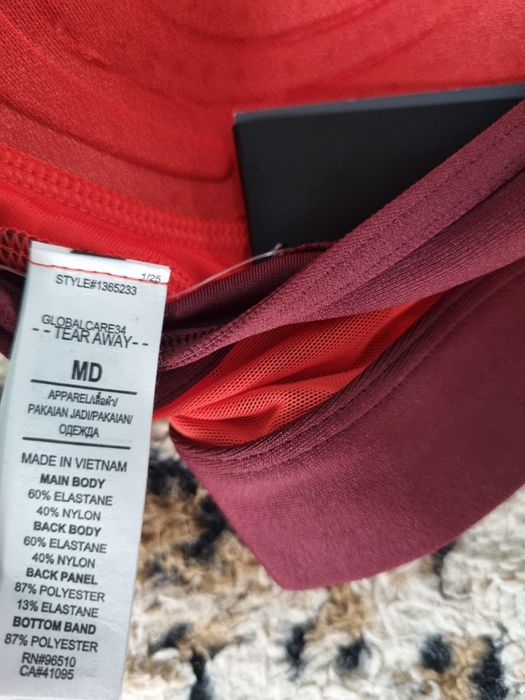 1/25
STYLE#1365233
GLOBALCARE34
- -TEAR AWAY- -
MD
APPAREL/เสื้อผ้า/
PAKAIAN JADI/PAKAIAN/
ОДЕЖДА
MADE IN VIETNAM
MAIN BODY
60% ELASTANE
40% NYLON
BACK BODY
60% ELASTANE
40% NYLON
BACK PANEL
87% POLYESTER
13% ELASTANE
BOTTOM BAND
87% POLYESTER
RN#96510
CA#41095